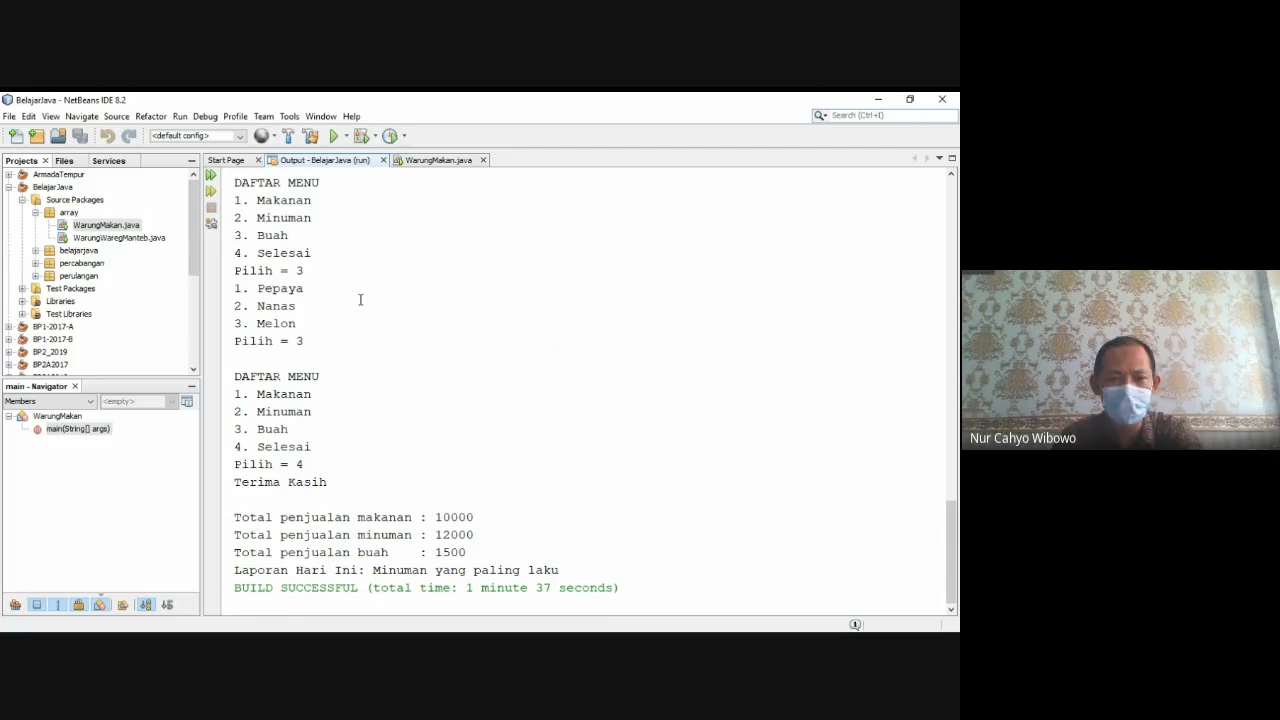 BelajarJava - NetBeans IDE 8.2
File Edit View Navigate Source Refactor Run Debug Profile Team Tools Window Help
Search (Ctrl+I)
<default config>
Projects Files Services
Start Page Output - BelajarJava (run) WarungMakan.java
ArmadaTempur
BelajarJava
Source Packages
array
WarungMakan.java
WarungWaregManteb.java
belajarjava
percabangan
perulangan
Test Packages
Libraries
Test Libraries
BP1-2017-A
BP1-2017-B
BP2_2019
BP2A2017
main - Navigator
Members <empty>
WarungMakan
main(String[] args)
DAFTAR MENU
1. Makanan
2. Minuman
3. Buah
4. Selesai
Pilih = 3
1. Pepaya
2. Nanas
3. Melon
Pilih = 3
DAFTAR MENU
1. Makanan
2. Minuman
3. Buah
4. Selesai
Pilih = 4
Terima Kasih
Total penjualan makanan : 10000
Total penjualan minuman : 12000
Total penjualan buah : 1500
Laporan Hari Ini: Minuman yang paling laku
BUILD SUCCESSFUL (total time: 1 minute 37 seconds)
Nur Cahyo Wibowo